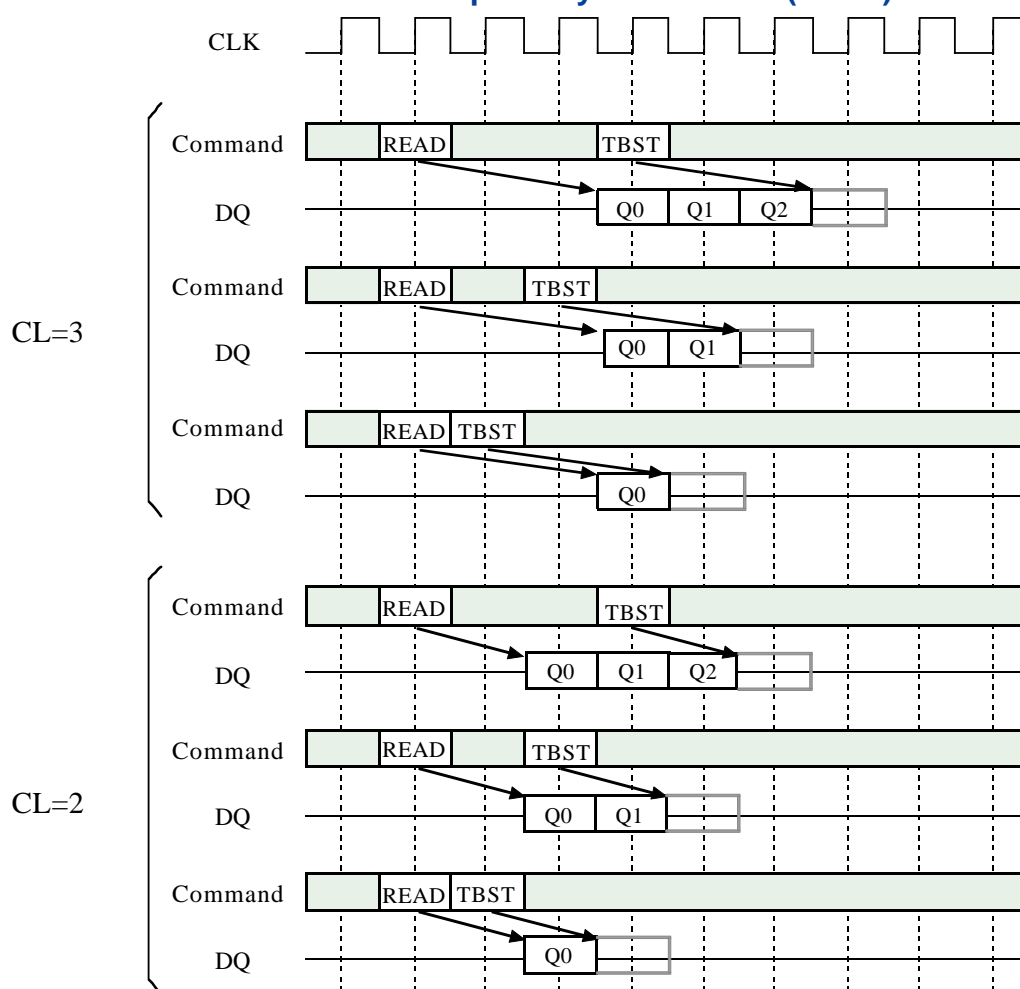 CLK
Command READ TBST
DQ Q0 Q1 Q2
Command READ TBST
CL=3
DQ Q0 Q1
Command READ TBST
DQ Q0
Command READ TBST
DQ Q0 Q1 Q2
Command READ TBST
CL=2
DQ Q0 Q1
Command READ TBST
DQ Q0